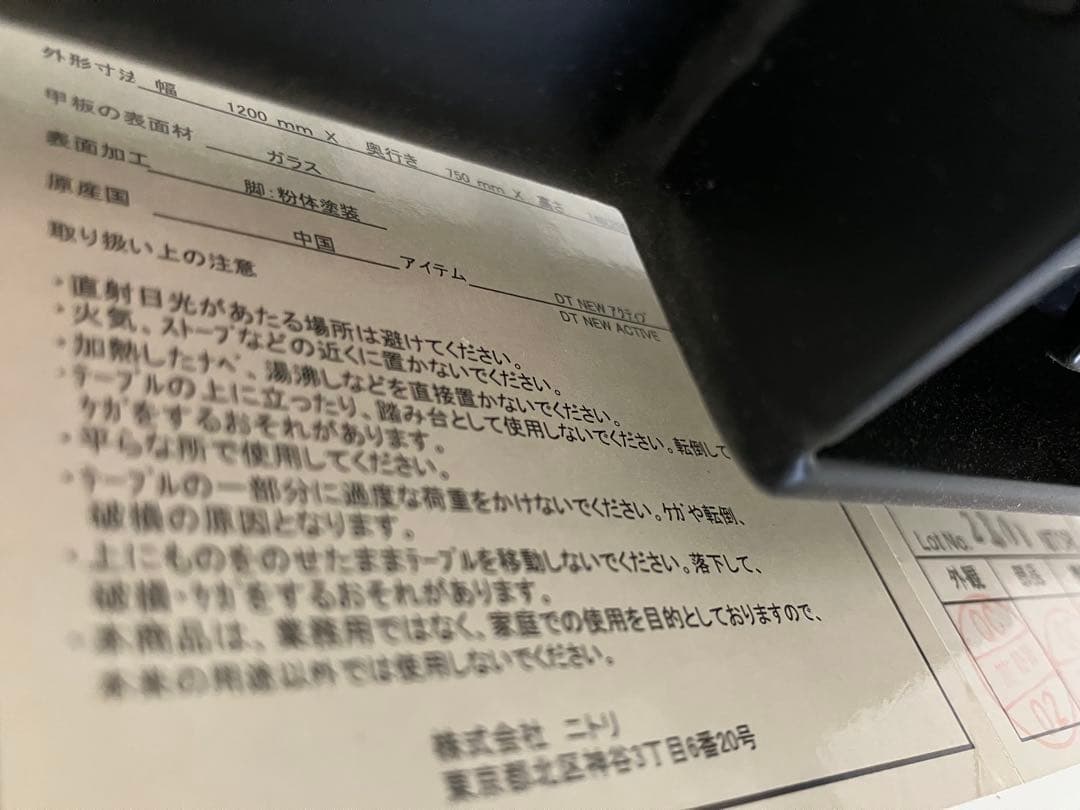 外形寸法 幅 1200 mm X 奥行き 750 mm X 高さ
甲板の表面材 ガラス
表面加工 脚:粉体塗装
原産国 中国 アイテム DT NEW アクティブ
DT NEW ACTIVE
取り扱い上の注意
・直射日光があたる場所は避けてください。
・火気、ストーブなどの近くに置かないでください。
・加熱したナベ、湯沸しなどを直接置かないでください。
・テーブルの上に立ったり、踏み台として使用しないでください。転倒して
ケガをするおそれがあります。
・平らな所で使用してください。
・テーブルの一部分に過度な荷重をかけないでください。ケガや転倒、
破損の原因となります。
・上にものをのせたままテーブルを移動しないでください。落下して、
破損・ケガをするおそれがあります。
・本商品は、業務用ではなく、家庭での使用を目的としておりますので、
本来の用途以外では使用しないでください。
株式会社 ニトリ
東京都北区神谷3丁目6番20号
Lot No.
外観
02